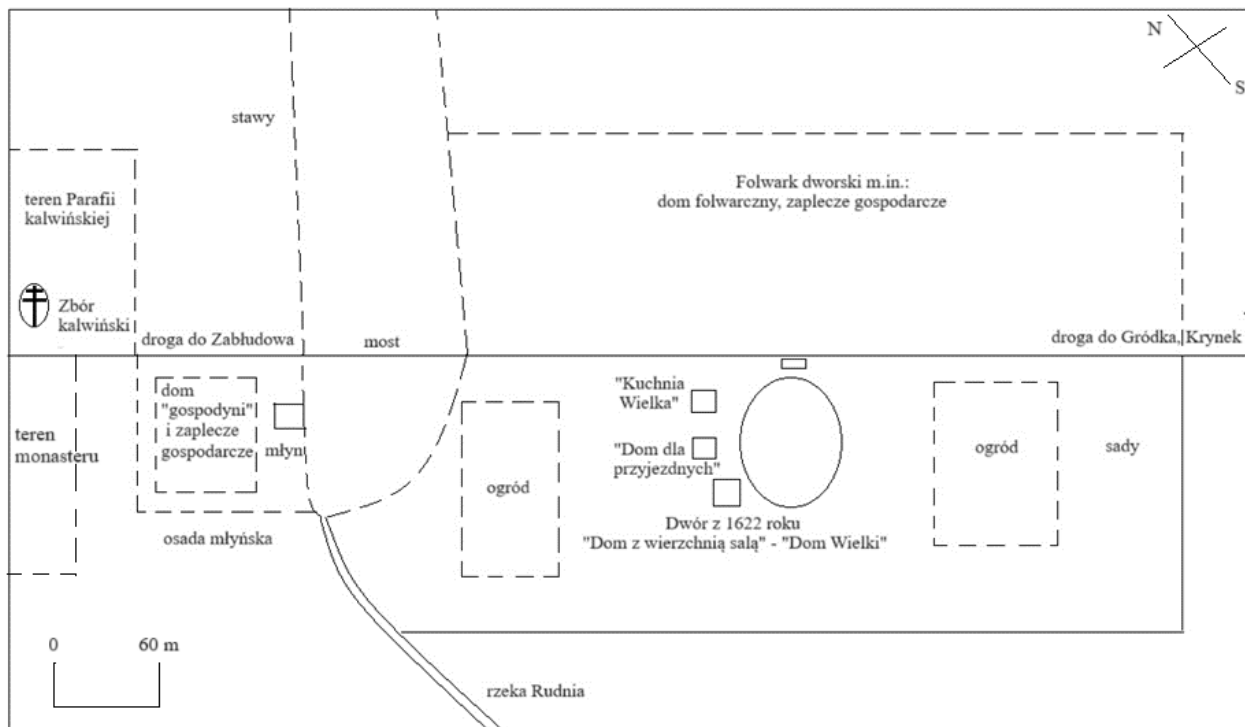 N
S
stawy
teren Parafii
kalwińskiej
Folwark dworski m.in.:
dom folwarczny, zaplecze gospodarcze
Zbór
kalwiński
droga do Zabłudowa
most
droga do Gródka, Krynek
dom
"gospodyni"
i zaplecze
gospodarcze
młyn
teren
monasteru
osada młyńska
ogród
"Kuchnia
Wielka"
"Dom dla
przyjezdnych"
Dwór z 1622 roku
"Dom z wierzchnią salą" - "Dom Wielki"
ogród
sady
0
60 m
rzeka Rudnia